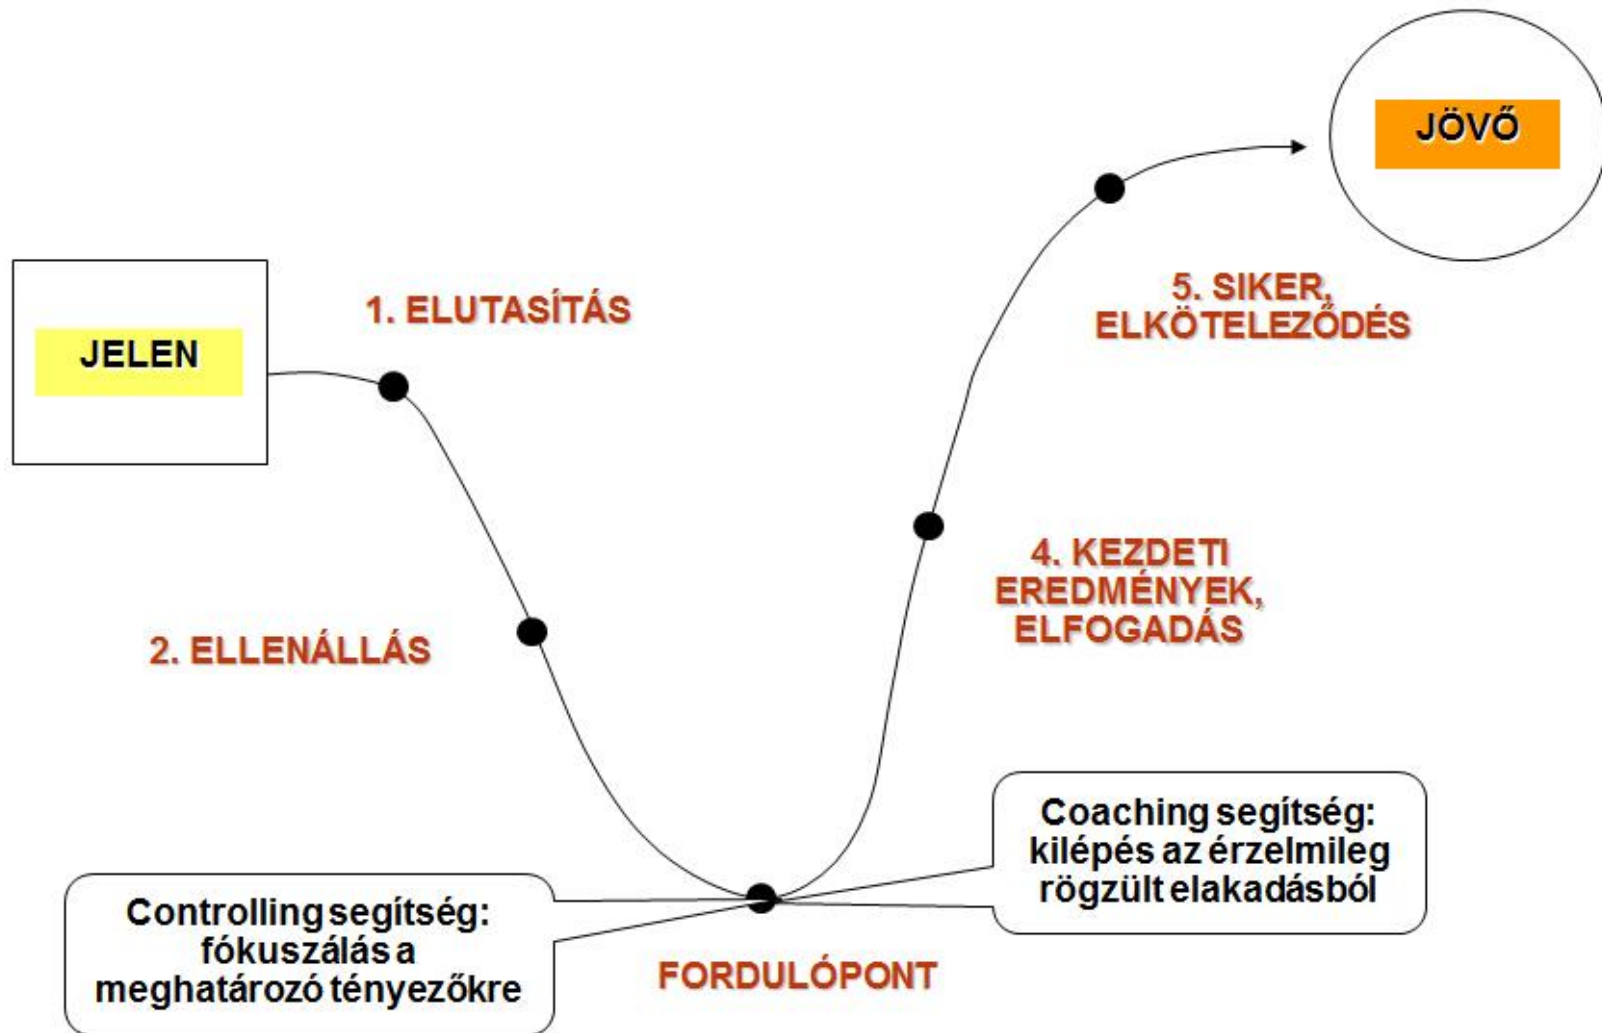 JÖVŐ
JELEN
1. ELUTASÍTÁS
2. ELLENÁLLÁS
5. SIKER,
ELKÖTELEZŐDÉS
4. KEZDETI
EREDMÉNYEK,
ELFOGADÁS
Controlling segítség:
fókuszálás a
meghatározó tényezőkre
FORDULÓPONT
Coaching segítség:
kilépés az érzelmileg
rögzült elakadásból